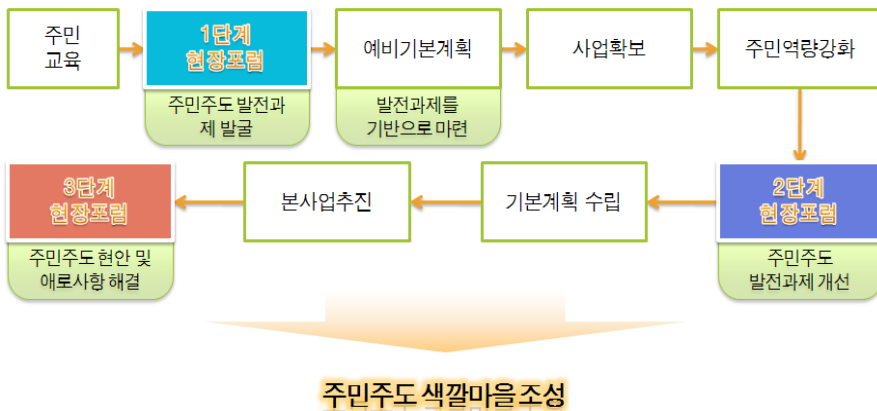 주민
교육
1단계
현장포럼
주민주도 발전과
제 발굴
예비기본계획
발전과제를
기반으로 마련
사업확보
주민역량강화
2단계
현장포럼
주민주도
발전과제 개선
기본계획 수립
본사업추진
3단계
현장포럼
주민주도 현안 및
애로사항 해결
주민주도 색깔마을 조성